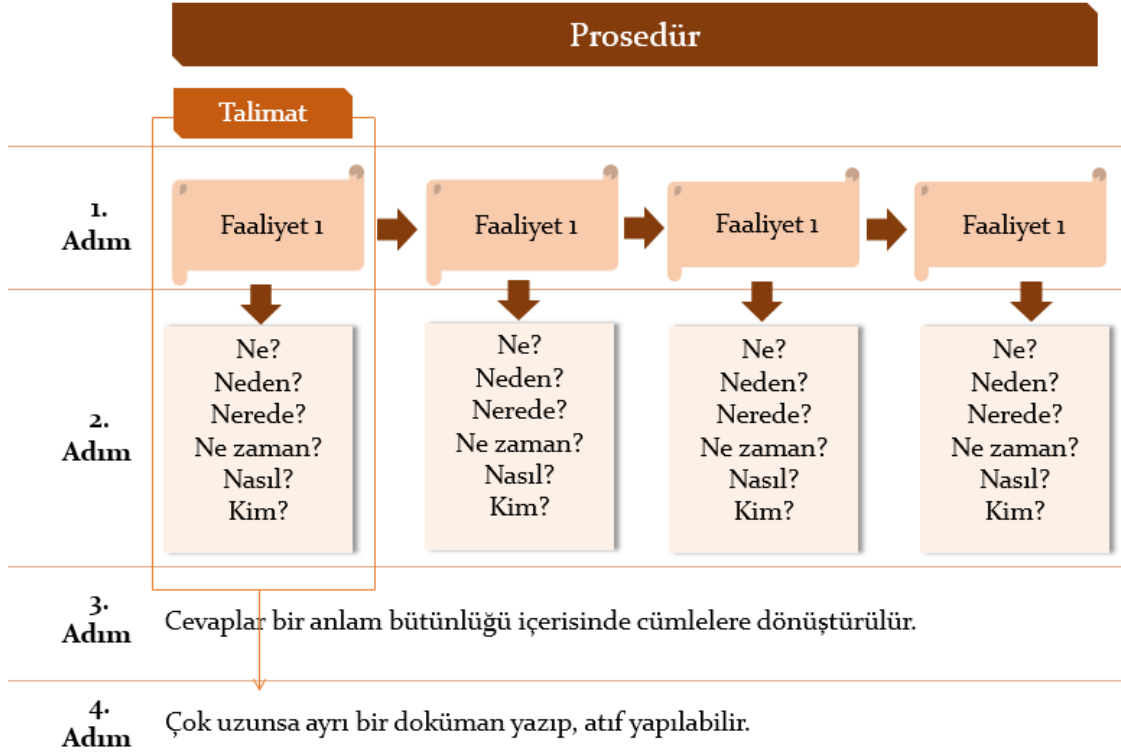 Prosedür
Talimat
1.
Adım
Faaliyet 1
Faaliyet 1
Faaliyet 1
Faaliyet 1
2.
Adım
Ne?
Neden?
Nerede?
Ne zaman?
Nasıl?
Kim?
Ne?
Neden?
Nerede?
Ne zaman?
Nasıl?
Kim?
Ne?
Neden?
Nerede?
Ne zaman?
Nasıl?
Kim?
Ne?
Neden?
Nerede?
Ne zaman?
Nasıl?
Kim?
3.
Adım
Cevaplar bir anlam bütünlüğü içerisinde cümlelere dönüştürülür.
4.
Adım
Çok uzunsa ayrı bir doküman yazıp, atıf yapılabilir.